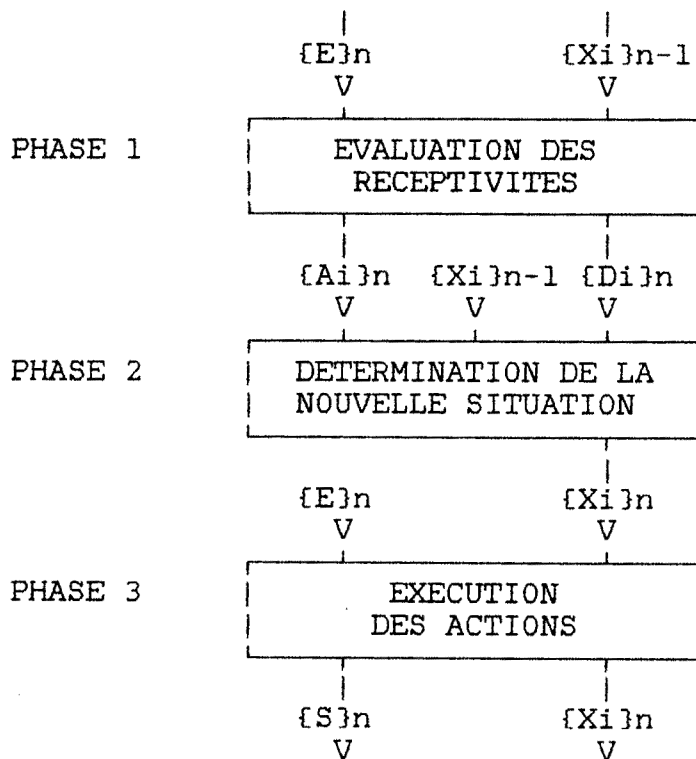 {E}n {Xi}n-1
V V
PHASE 1 EVALUATION DES
RECEPTIVITES
{Ai}n {Xi}n-1 {Di}n
V V V
PHASE 2 DETERMINATION DE LA
NOUVELLE SITUATION
{E}n {Xi}n
V V
PHASE 3 EXECUTION
DES ACTIONS
{S}n {Xi}n
V V